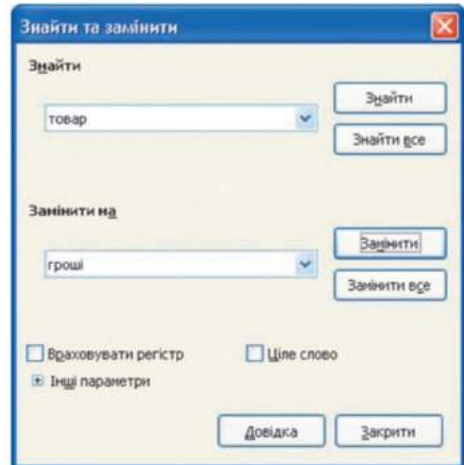 Знайти та замінити
Знайти
товар
Знайти
Знайти все
Замінити на
гроші
Замінити
Замінити все
Враховувати регістр
Ціле слово
Інші параметри
Довідка
Закрити